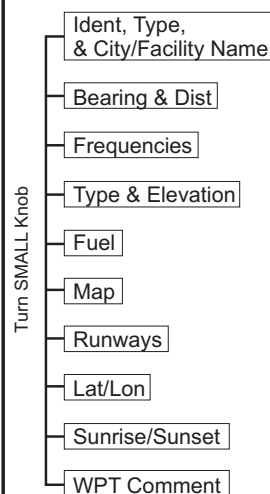 Ident, Type,
& City/Facility Name
Bearing & Dist
Frequencies
Type & Elevation
Fuel
Map
Runways
Lat/Lon
Sunrise/Sunset
WPT Comment
Turn SMALL Knob